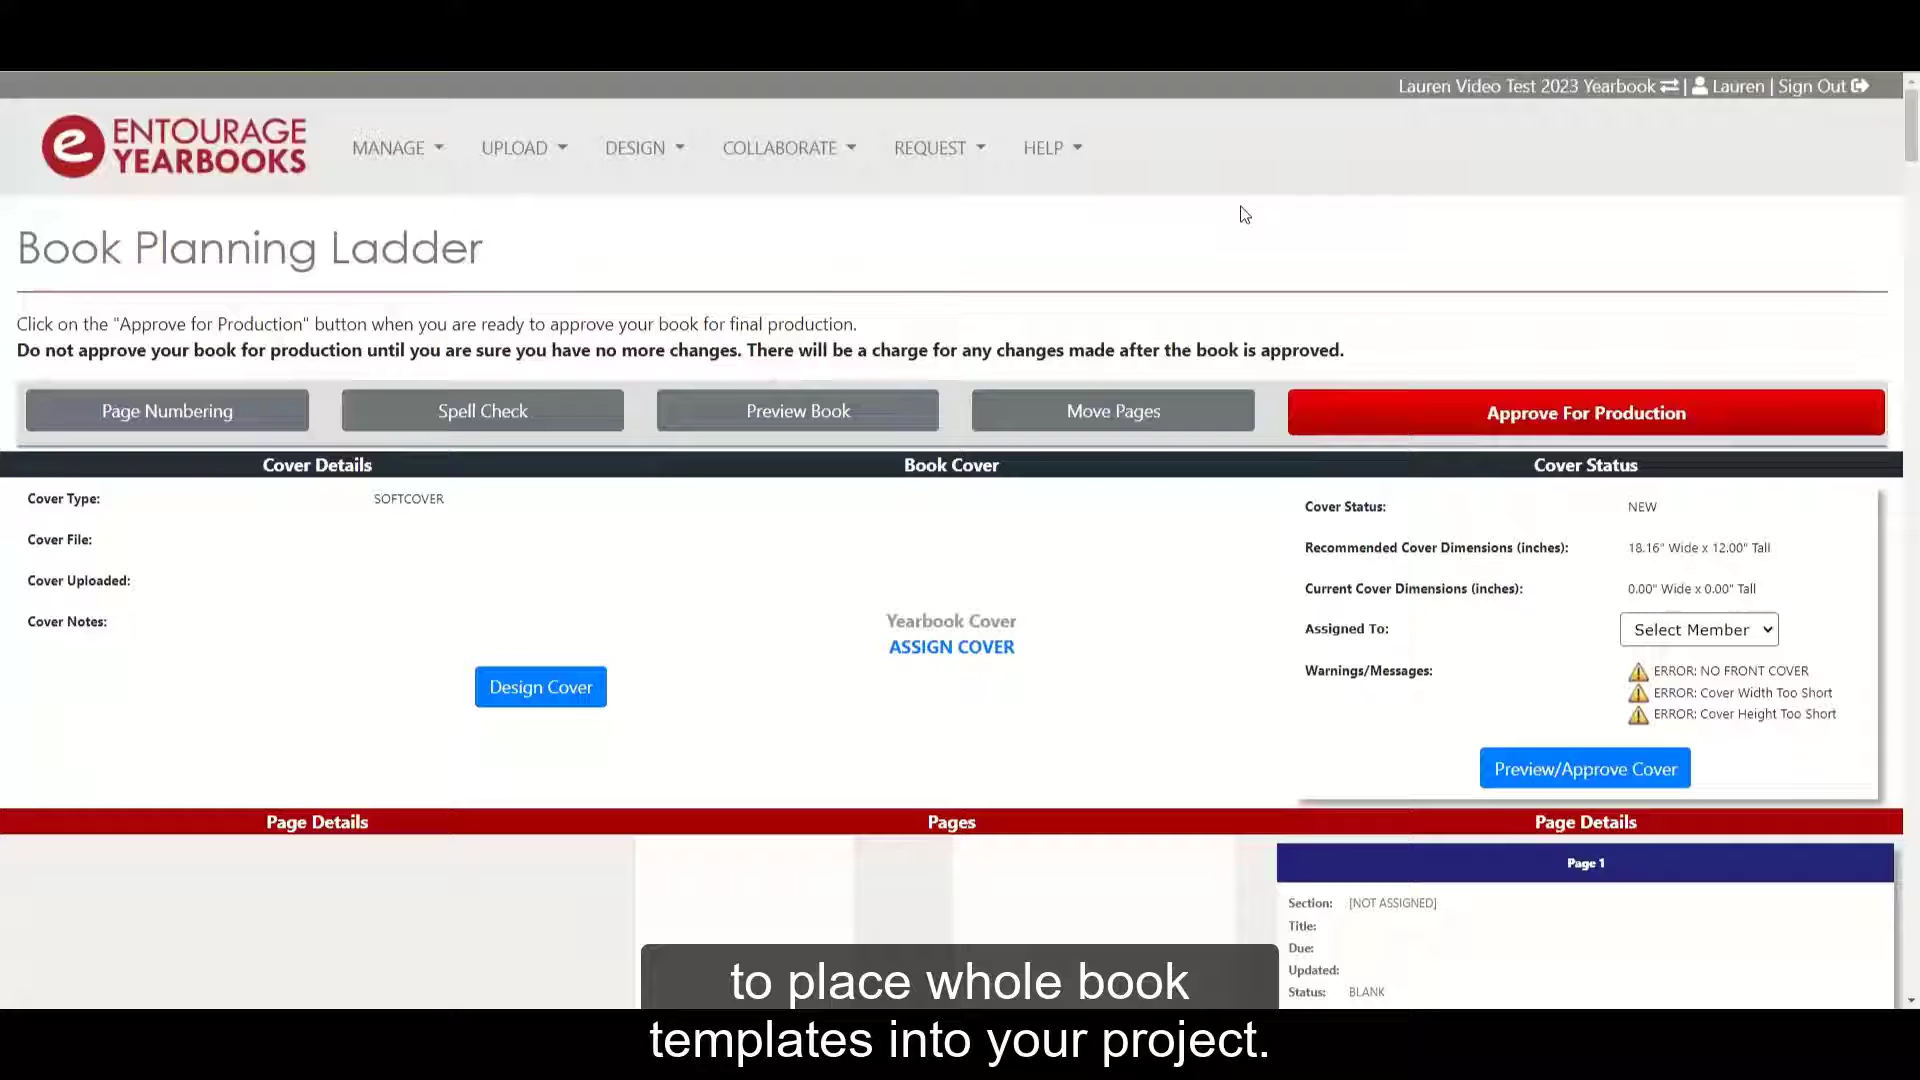 Lauren Video Test 2023 Yearbook | Lauren | Sign Out
e ENTOURAGE YEARBOOKS
MANAGE UPLOAD DESIGN COLLABORATE REQUEST HELP
Book Planning Ladder
Click on the "Approve for Production" button when you are ready to approve your book for final production.
Do not approve your book for production until you are sure you have no more changes. There will be a charge for any changes made after the book is approved.
Page Numbering Spell Check Preview Book Move Pages Approve For Production
Cover Details Book Cover Cover Status
Cover Type: SOFTCOVER
Cover File:
Cover Uploaded:
Cover Notes:
Design Cover
Yearbook Cover
ASSIGN COVER
Cover Status: NEW
Recommended Cover Dimensions (inches): 18.16" Wide x 12.00" Tall
Current Cover Dimensions (inches): 0.00" Wide x 0.00" Tall
Assigned To: Select Member
Warnings/Messages: ERROR: NO FRONT COVER
ERROR: Cover Width Too Short
ERROR: Cover Height Too Short
Preview/Approve Cover
Page Details Pages Page Details
Page 1
Section: [NOT ASSIGNED]
Title:
Due:
Updated:
Status: BLANK
to place whole book
templates into your project.